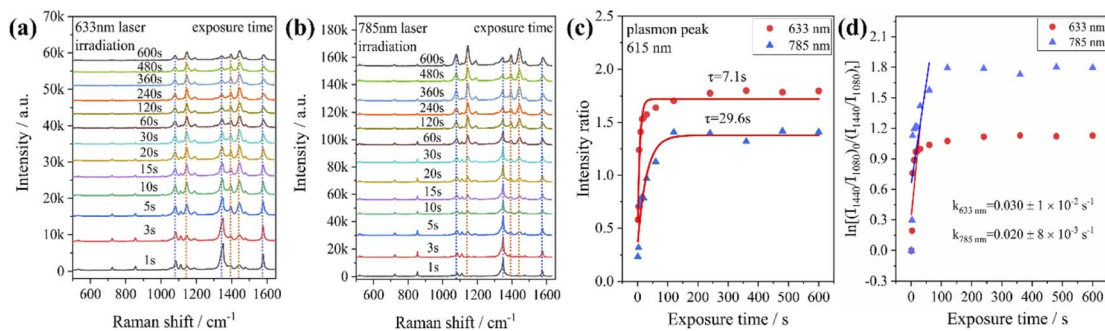 (a)
633nm laser irradiation
exposure time
600s
480s
360s
240s
120s
60s
30s
20s
15s
10s
5s
3s
1s
70k
60k
50k
40k
30k
20k
10k
0
Intensity / a.u.
600 800 1000 1200 1400 1600
Raman shift / cm-1
(b)
785nm laser irradiation
exposure time
600s
480s
360s
240s
120s
60s
30s
20s
15s
10s
5s
3s
1s
180k
160k
140k
120k
100k
80k
60k
40k
20k
0
Intensity / a.u.
600 800 1000 1200 1400 1600
Raman shift / cm-1
(c)
plasmon peak
615 nm
633 nm
785 nm
τ=7.1s
τ=29.6s
2.5
2.0
1.5
1.0
0.5
0.0
Intensity ratio
0 100 200 300 400 500 600
Exposure time / s
(d)
633 nm
785 nm
2.1
1.8
1.5
1.2
0.9
0.6
0.3
0.0
-0.3
ln[(I1440/I1080)0/(I1440/I1080)t]
k633 nm=0.030 ± 1 × 10-2 s-1
k785 nm=0.020 ± 8 × 10-3 s-1
0 100 200 300 400 500 600
Exposure time / s